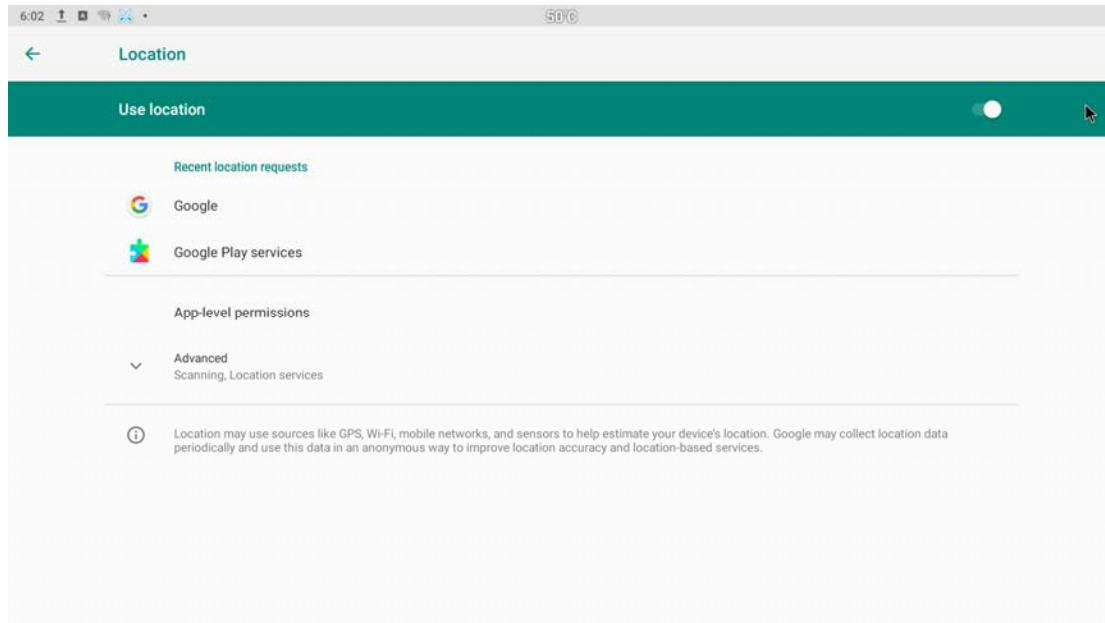 6:02 50°C
Location
Use location
Recent location requests
Google
Google Play services
App-level permissions
Advanced
Scanning, Location services
Location may use sources like GPS, Wi-Fi, mobile networks, and sensors to help estimate your device's location. Google may collect location data
periodically and use this data in an anonymous way to improve location accuracy and location-based services.